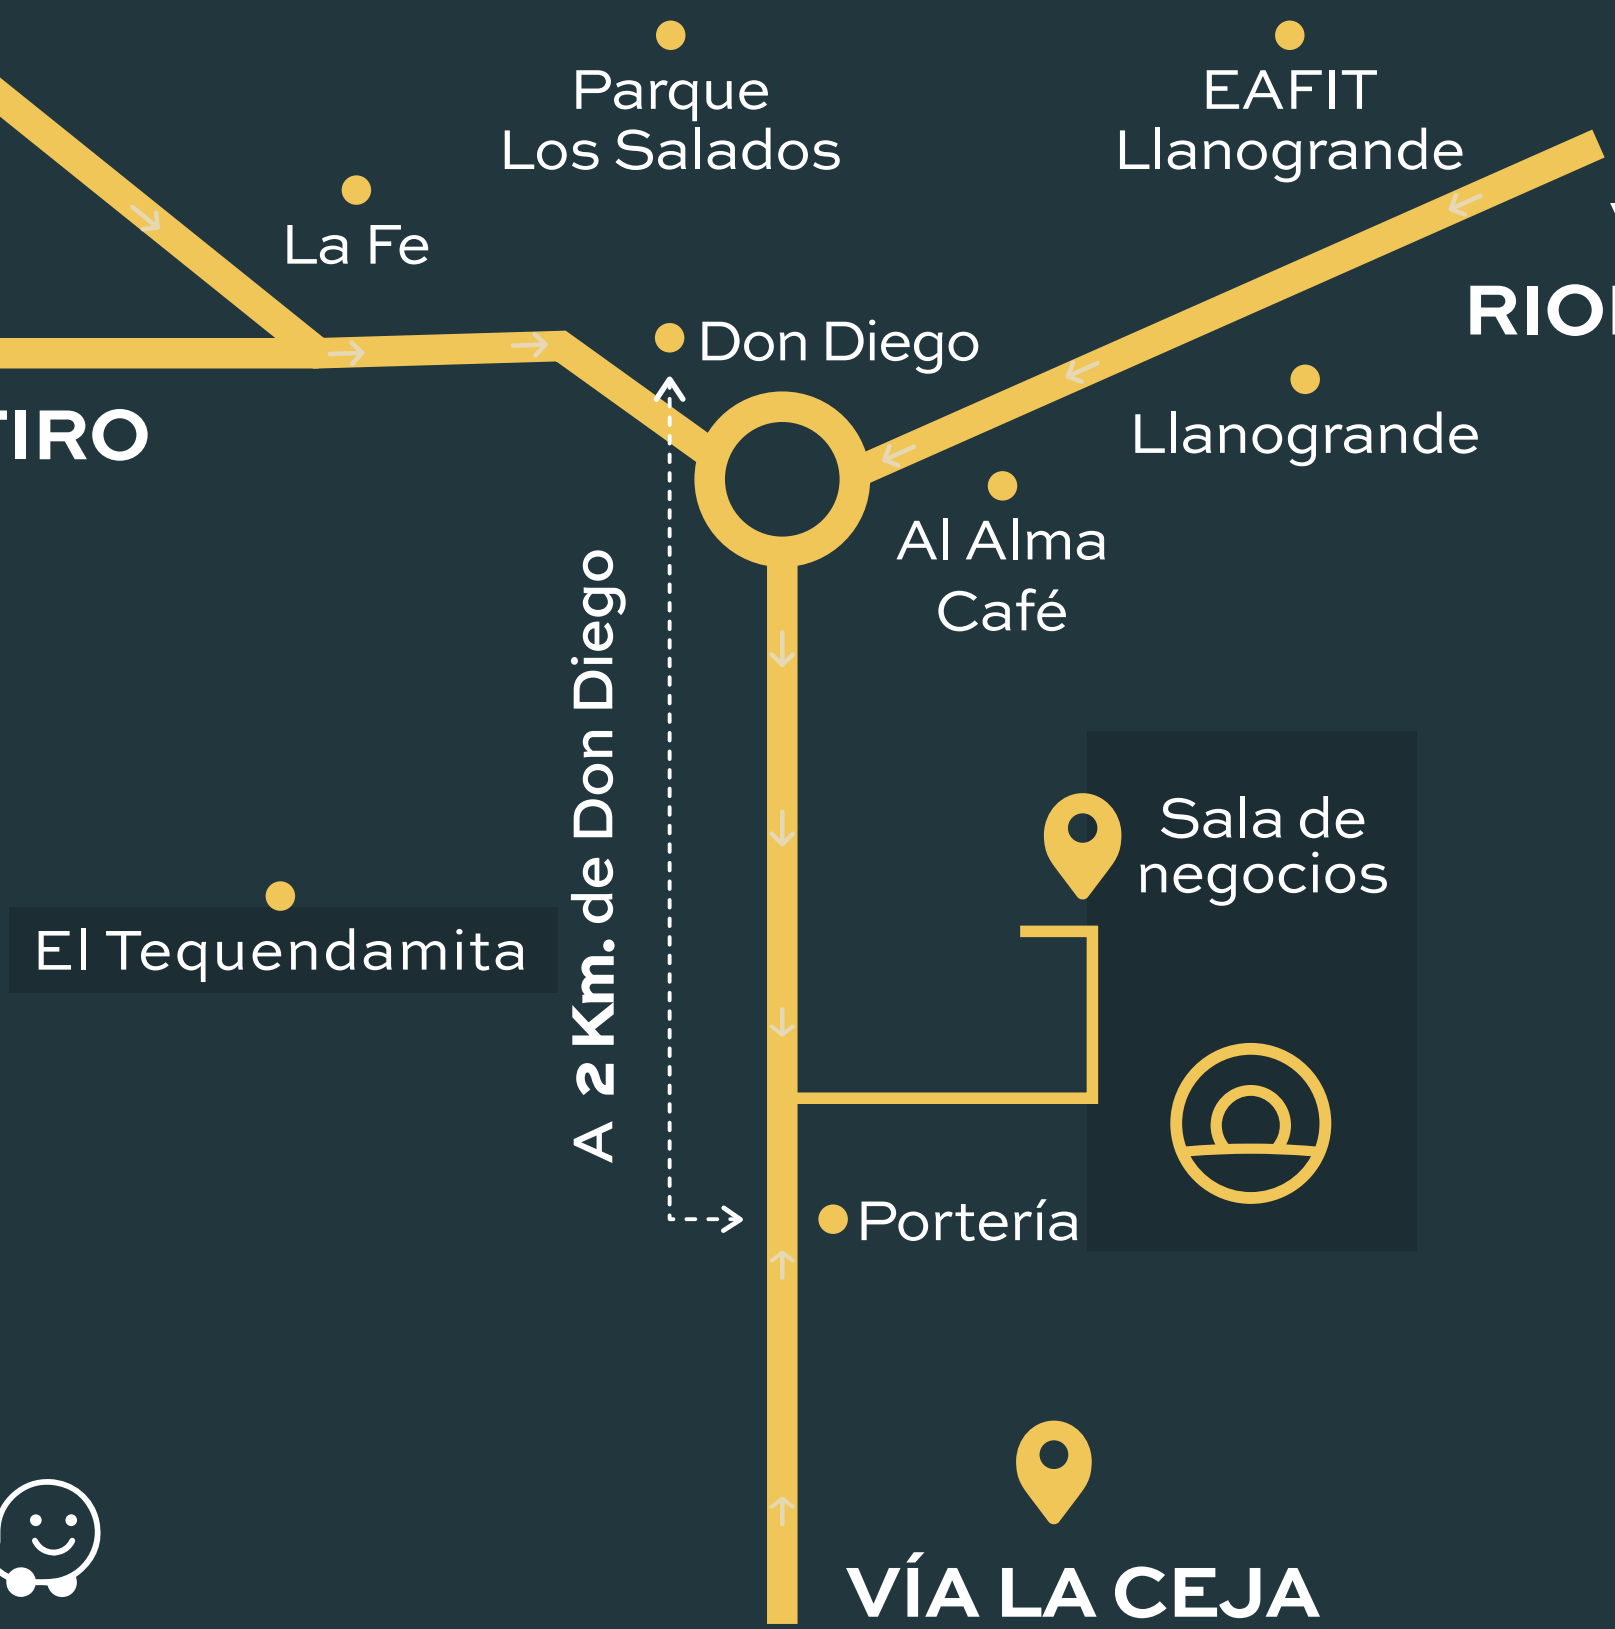 Parque
Los Salados
EAFIT
Llanogrande
La Fe
Don Diego
Llanogrande
Al Alma
Café
A 2 Km. de Don Diego
Sala de
negocios
El Tequendamita
Portería
VÍA LA CEJA